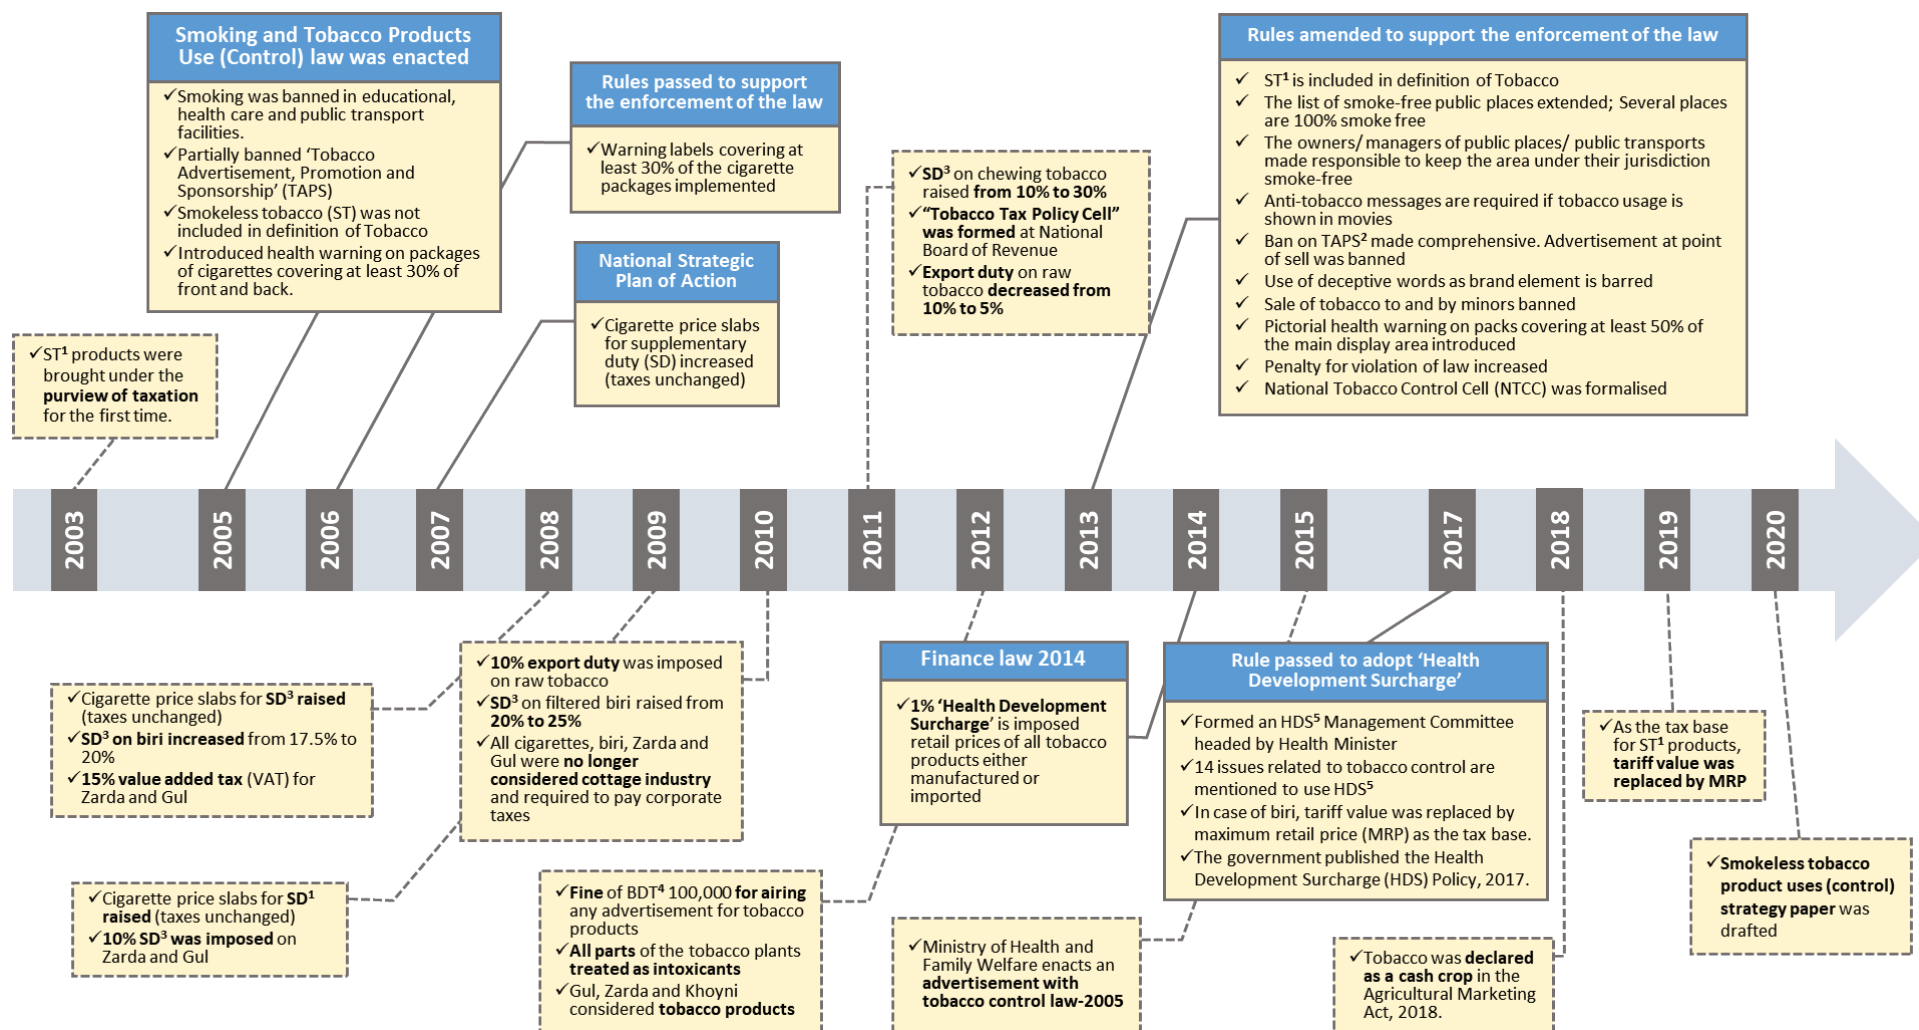 Smoking and Tobacco Products
Use (Control) law was enacted
✓Smoking was banned in educational,
health care and public transport
facilities.
✓Partially banned ‘Tobacco
Advertisement, Promotion and
Sponsorship’ (TAPS)
✓Smokeless tobacco (ST) was not
included in definition of Tobacco
✓Introduced health warning on packages
of cigarettes covering at least 30% of
front and back.
Rules passed to support
the enforcement of the law
✓Warning labels covering at
least 30% of the cigarette
packages implemented
National Strategic
Plan of Action
✓Cigarette price slabs
for supplementary
duty (SD) increased
(taxes unchanged)
✓SD³ on chewing tobacco
raised from 10% to 30%
✓“Tobacco Tax Policy Cell”
was formed at National
Board of Revenue
✓Export duty on raw
tobacco decreased from
10% to 5%
Rules amended to support the enforcement of the law
✓ ST¹ is included in definition of Tobacco
✓ The list of smoke-free public places extended; Several places
are 100% smoke free
✓ The owners/ managers of public places/ public transports
made responsible to keep the area under their jurisdiction
smoke-free
✓ Anti-tobacco messages are required if tobacco usage is
shown in movies
✓ Ban on TAPS² made comprehensive. Advertisement at point
of sell was banned
✓ Use of deceptive words as brand element is barred
✓ Sale of tobacco to and by minors banned
✓ Pictorial health warning on packs covering at least 50% of
the main display area introduced
✓ Penalty for violation of law increased
✓ National Tobacco Control Cell (NTCC) was formalised
✓ST¹ products were
brought under the
purview of taxation
for the first time.
2003
2005
2006
2007
2008
2009
2010
2011
2012
2013
2014
2015
2017
2018
2019
2020
✓Cigarette price slabs for SD³ raised
(taxes unchanged)
✓SD³ on biri increased from 17.5% to
20%
✓15% value added tax (VAT) for
Zarda and Gul
✓Cigarette price slabs for SD¹
raised (taxes unchanged)
✓10% SD³ was imposed on
Zarda and Gul
✓10% export duty was imposed
on raw tobacco
✓SD³ on filtered biri raised from
20% to 25%
✓All cigarettes, biri, Zarda and
Gul were no longer
considered cottage industry
and required to pay corporate
taxes
✓Fine of BDT⁴ 100,000 for airing
any advertisement for tobacco
products
✓All parts of the tobacco plants
treated as intoxicants
✓Gul, Zarda and Khoyni
considered tobacco products
Finance law 2014
✓1% ‘Health Development
Surcharge’ is imposed
retail prices of all tobacco
products either
manufactured or
imported
✓Ministry of Health and
Family Welfare enacts an
advertisement with
tobacco control law-2005
Rule passed to adopt ‘Health
Development Surcharge’
✓Formed an HDS⁵ Management Committee
headed by Health Minister
✓14 issues related to tobacco control are
mentioned to use HDS⁵
✓In case of biri, tariff value was replaced by
maximum retail price (MRP) as the tax base.
✓The government published the Health
Development Surcharge (HDS) Policy, 2017.
✓Tobacco was declared
as a cash crop in the
Agricultural Marketing
Act, 2018.
✓As the tax base
for ST¹ products,
tariff value was
replaced by MRP
✓Smokeless tobacco
product uses (control)
strategy paper was
drafted